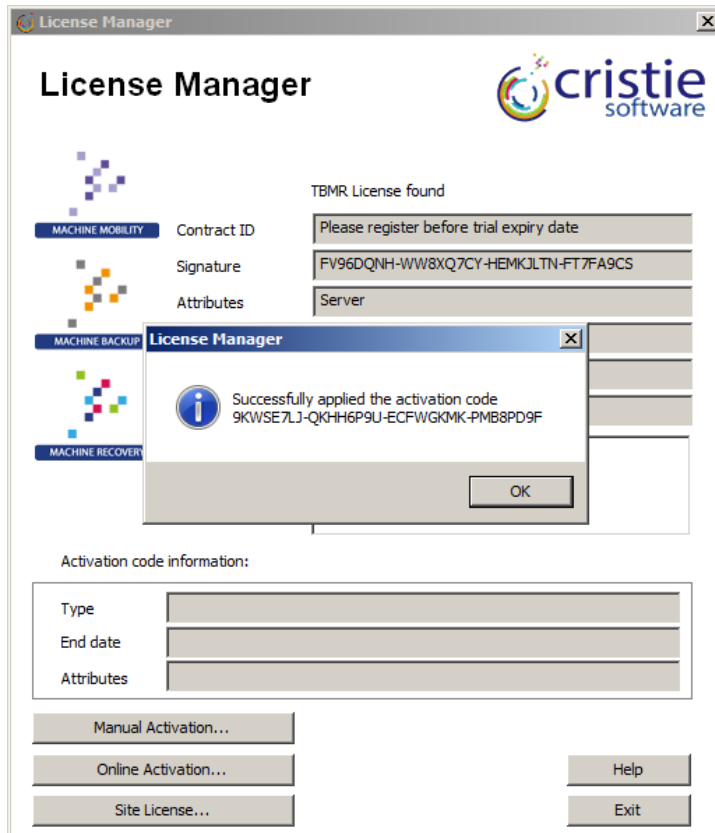 License Manager
License Manager
cristie
software
TBMR License found
MACHINE MOBILITY
Contract ID
Please register before trial expiry date
Signature
FV96DQNH-WW8XQ7CY-HEMKJLTN-FT7FA9CS
Attributes
Server
MACHINE BACKUP
License Manager
Successfully applied the activation code
9KWSE7LJ-QKHH6P9U-ECFWGKMK-PMB8PD9F
MACHINE RECOVERY
OK
Activation code information:
Type
End date
Attributes
Manual Activation...
Online Activation...
Help
Site License...
Exit